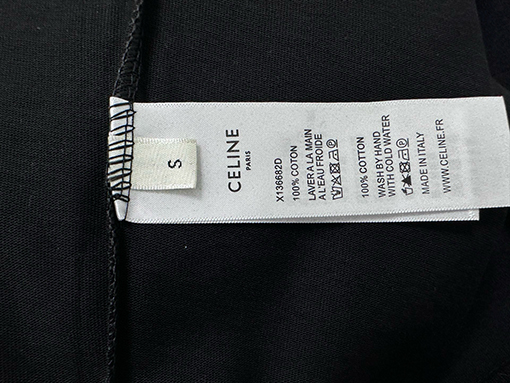 S
CELINE
PARIS
X136682D
100% COTON
LAVER A LA MAIN
A L'EAU FROIDE
100% COTTON
WASH BY HAND
WITH COLD WATER
MADE IN ITALY
WWW.CELINE.FR